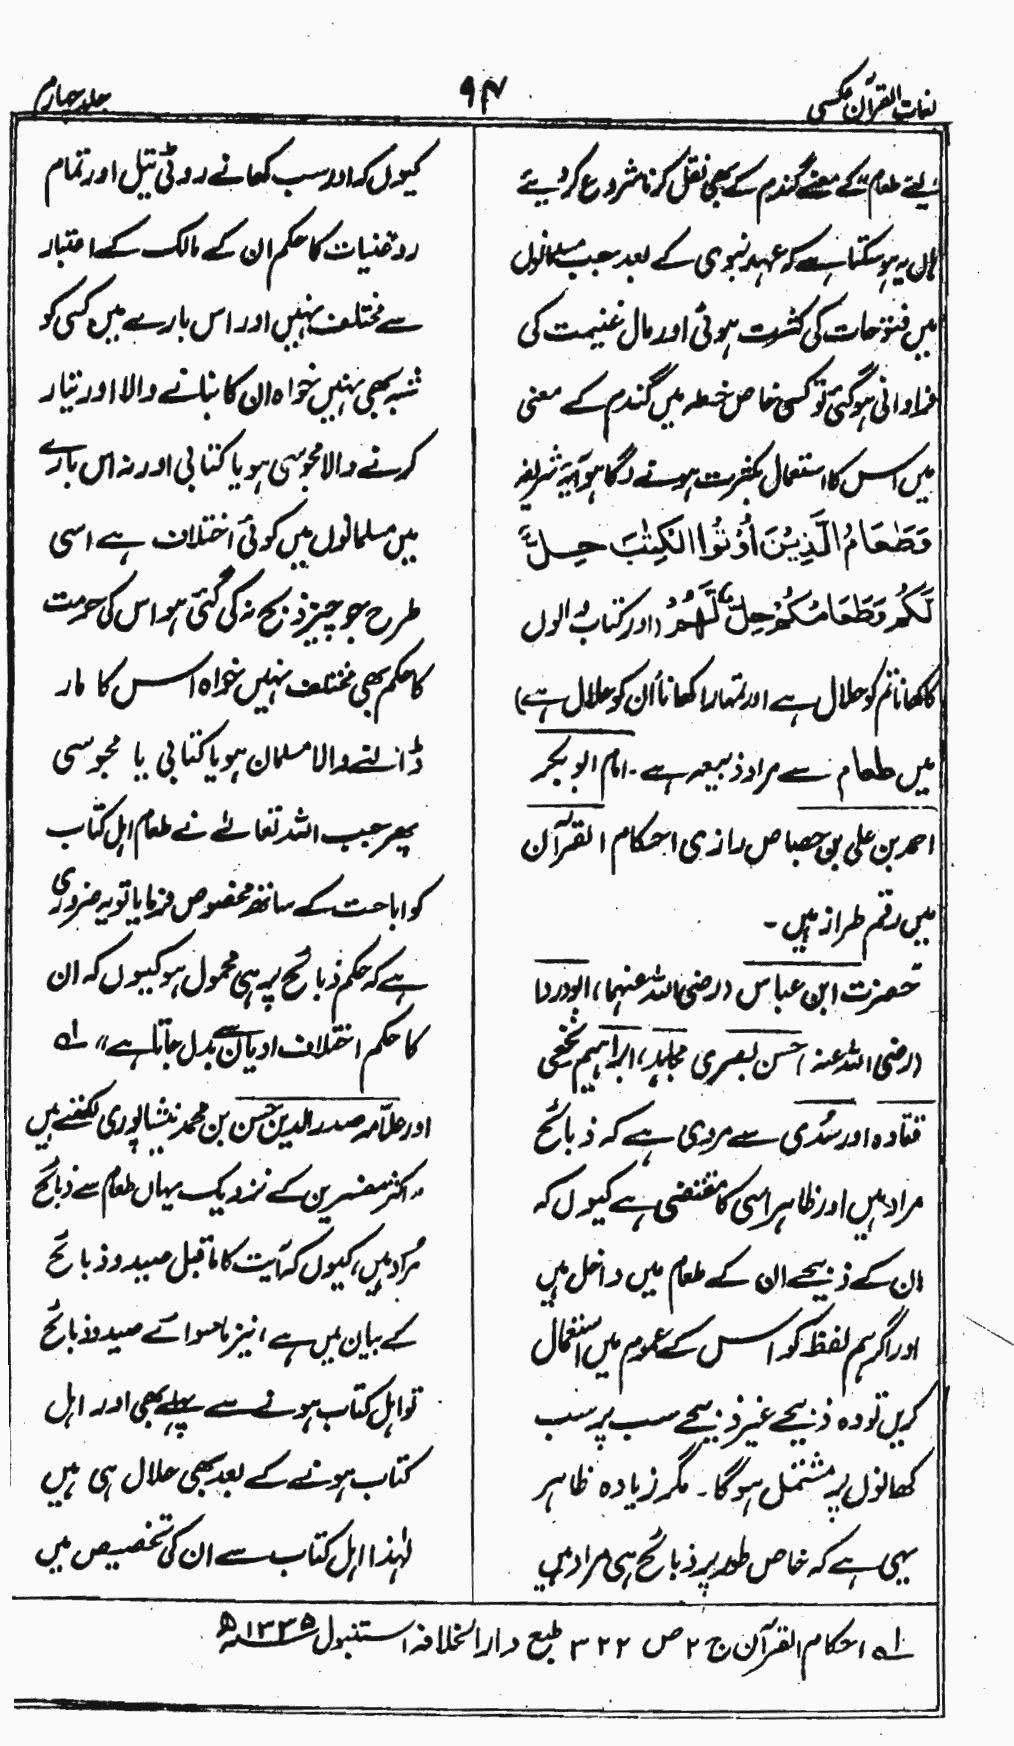 لغات القرآن عکسی
۹۴
جلد چہارم
لئے طعام کے معنے گندم کے بھی نقل کرنا شروع کر دیئے
ہاں یہ ہو سکتا ہے کہ عہد نبوی کے بعد جب مسلمانوں
میں فتوحات کی کثرت ہوئی اور مال غنیمت کی
فراوانی ہو گئی تو کسی خاص خطہ میں گندم کے معنی
میں اس کا استعمال بکثرت ہونے لگا ہو آیۂ شریفہ
وَطَعَامُ الَّذِيْنَ اُوْتُوا الْكِتٰبَ حِلٌّ
لَّكُمْ وَطَعَامُكُمْ حِلٌّ لَّهُمْ (اور کتاب والوں
کا کھانا تم کو حلال ہے اور تمہارا کھانا اُن کو حلال ہے)
میں طعام سے مراد ذبیحہ ہے۔ امام ابو بکر
احمد بن علی بن جصاص رازی احکام القرآن
میں رقم طراز ہیں۔
حضرت ابن عباس (رضی اللہ عنہما)، ابو دردا
(رضی اللہ عنہ) حسن بصری مجاہد، ابراہیم نخعی
قتادہ اور سُدّی سے مروی ہے کہ ذبائح
مراد ہیں اور ظاہر اسی کا مقتضی ہے کیوں کہ
ان کے ذبیحے ان کے طعام میں داخل ہیں
اور اگر ہم لفظ کو اس کے عموم میں استعمال
کریں تو وہ ذبیحے غیر ذبیحے سب پر سب
کھانوں پر مشتمل ہو گا۔ مگر زیادہ ظاہر
یہی ہے کہ خاص طور پر ذبائح ہی مراد ہیں
کیوں کہ اور سب کھانے روٹی تیل اور تمام
روغنیات کا حکم ان کے مالک کے اعتبار
سے مختلف نہیں اور اس بارے میں کسی کو
شبہ بھی نہیں خواہ ان کا بنانے والا اور تیار
کرنے والا مجوسی ہو یا کتابی اور نہ اس بارے
میں مسلمانوں میں کوئی اختلاف ہے اسی
طرح جو چیز ذبح نہ کی گئی ہو اس کی حرمت
کا حکم بھی مختلف نہیں خواہ اس کا مار
ڈالنے والا مسلمان ہو یا کتابی یا مجوسی
پھر جب اللہ تعالےٰ نے طعام اہل کتاب
کو اباحت کے ساتھ مخصوص فرمایا تو یہ ضروری
ہے کہ حکم ذبائح پر ہی محمول ہو کیوں کہ ان
کا حکم اختلاف ادیان سے بدل جاتا ہے" لہ
اور علامہ صدر الدین حسن بن محمد نیشاپوری لکھتے ہیں
"اکثر مفسرین کے نزدیک یہاں طعام سے ذبائح
مراد ہیں، کیوں کہ آیت کا ماقبل صید و ذبائح
کے بیان میں ہے، نیز ماسوائے صید و ذبائح
تو اہل کتاب ہونے سے پہلے بھی اور اہل
کتاب ہونے کے بعد بھی حلال ہی ہیں
لہٰذا اہل کتاب سے ان کی تخصیص میں
لہ احکام القرآن ج ۲ ص ۳۲۲ طبع دار الخلافہ استنبول ۱۳۳۵ھ